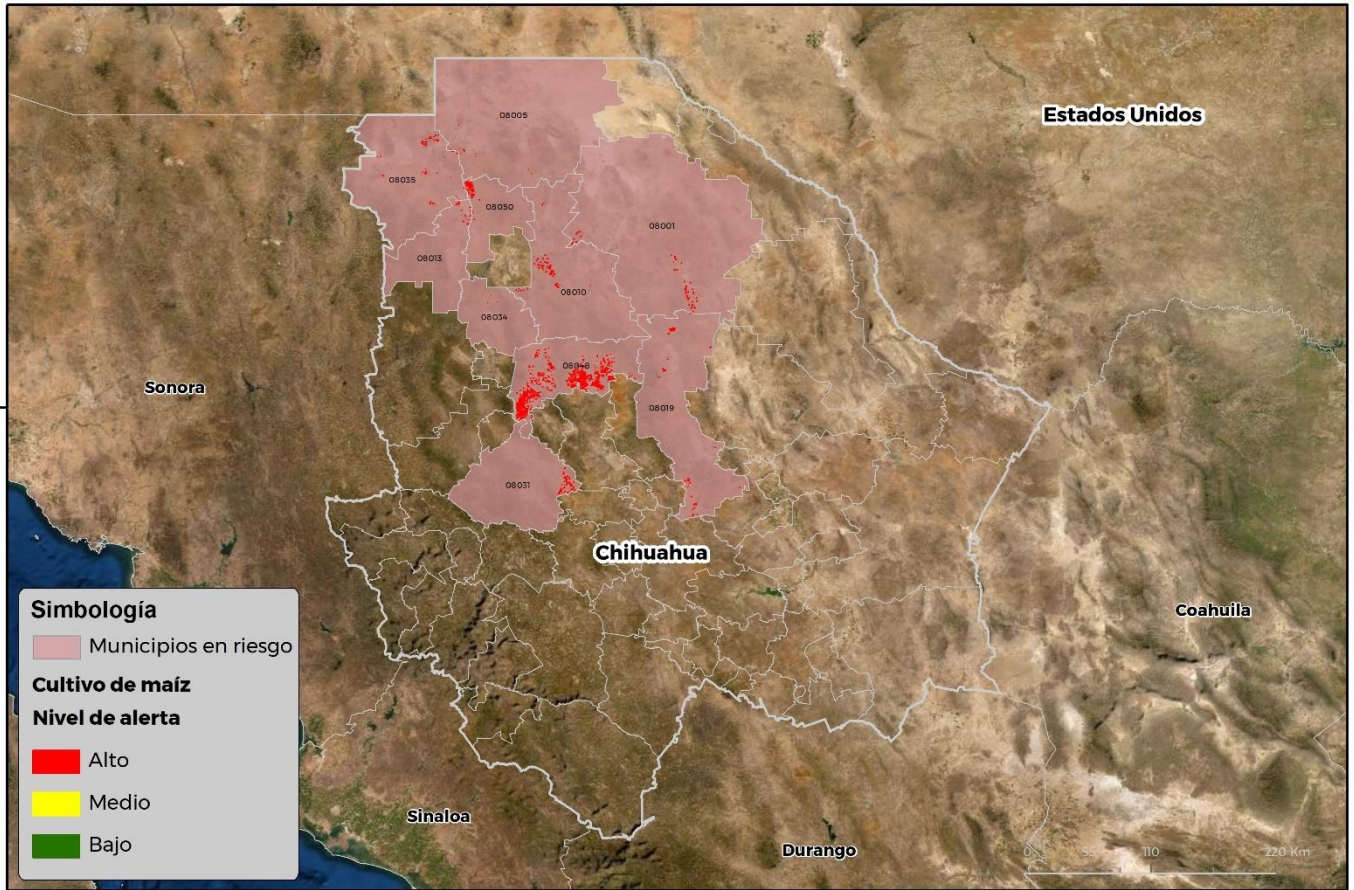 Estados Unidos
08005
08035
08050
08001
08013
08010
08034
08048
Sonora
08019
08031
Chihuahua
Coahuila
Sinaloa
Durango
Simbología
Municipios en riesgo
Cultivo de maíz
Nivel de alerta
Alto
Medio
Bajo
0 55 110 220 Km